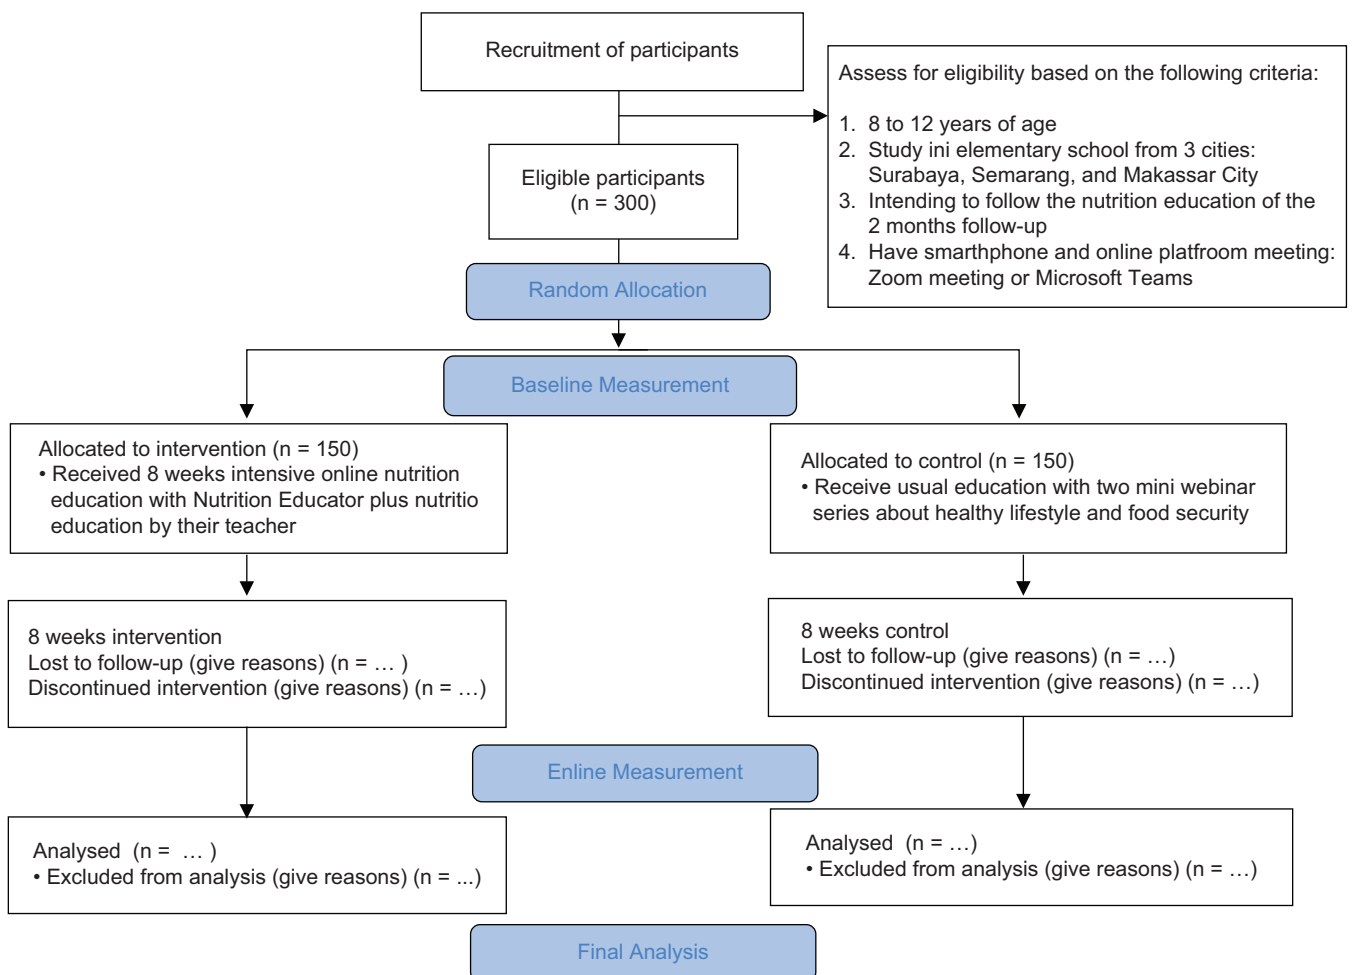 Recruitment of participants
Assess for eligibility based on the following criteria:
1. 8 to 12 years of age
2. Study ini elementary school from 3 cities:
Surabaya, Semarang, and Makassar City
3. Intending to follow the nutrition education of the
2 months follow-up
4. Have smarthphone and online platfroom meeting:
Zoom meeting or Microsoft Teams
Eligible participants
(n = 300)
Random Allocation
Baseline Measurement
Allocated to intervention (n = 150)
• Received 8 weeks intensive online nutrition
education with Nutrition Educator plus nutritio
education by their teacher
Allocated to control (n = 150)
• Receive usual education with two mini webinar
series about healthy lifestyle and food security
8 weeks intervention
Lost to follow-up (give reasons) (n = … )
Discontinued intervention (give reasons) (n = …)
8 weeks control
Lost to follow-up (give reasons) (n = …)
Discontinued intervention (give reasons) (n = …)
Enline Measurement
Analysed (n = … )
• Excluded from analysis (give reasons) (n = ...)
Analysed (n = …)
• Excluded from analysis (give reasons) (n = …)
Final Analysis